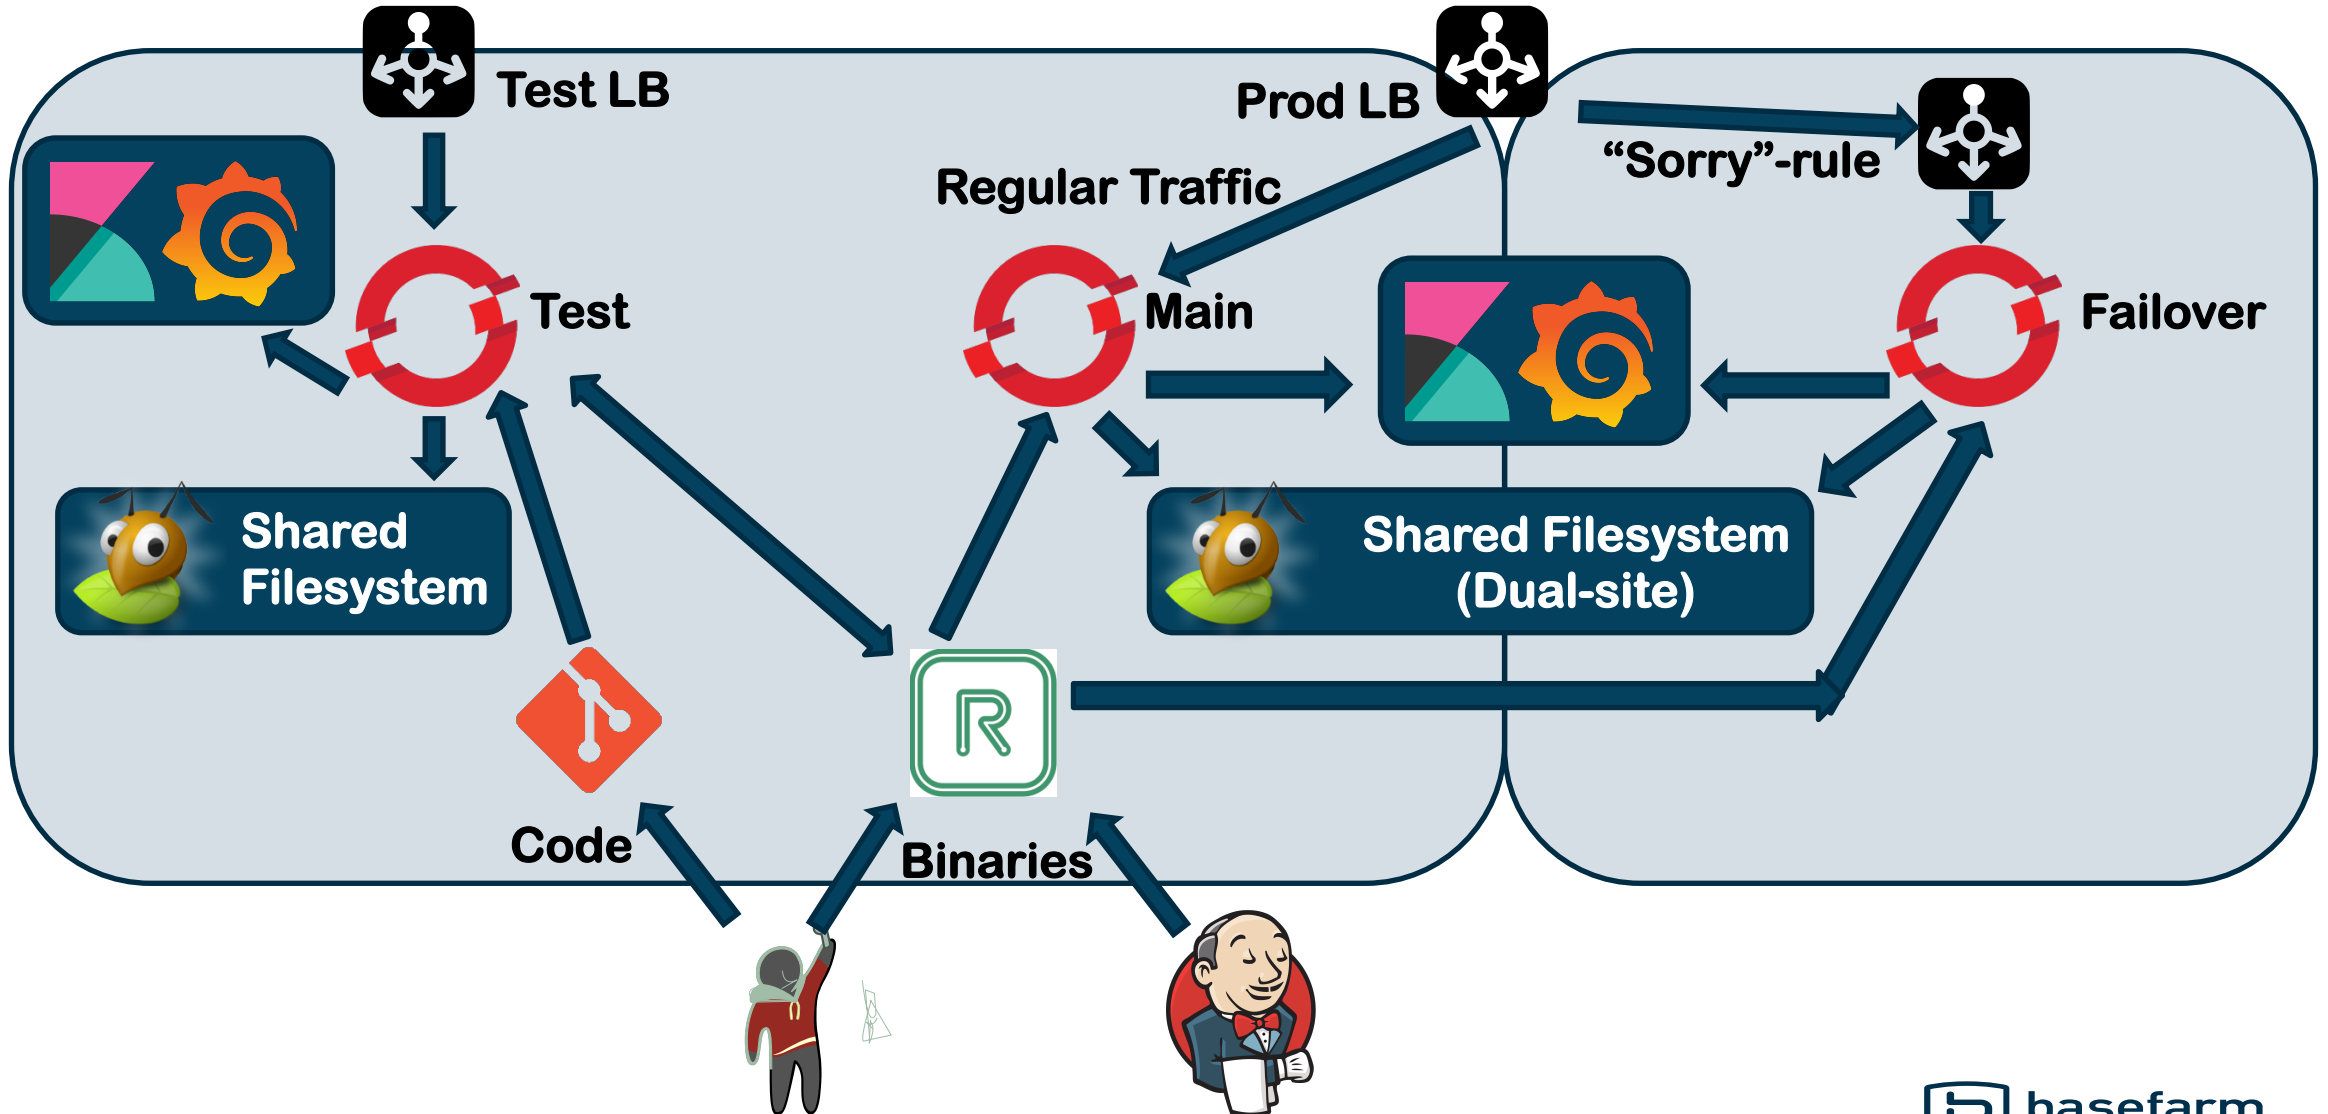 Test LB
Prod LB
“Sorry”-rule
Regular Traffic
Test
Main
Failover
Shared
Filesystem
Shared Filesystem
(Dual-site)
R
Code
Binaries
basefarm